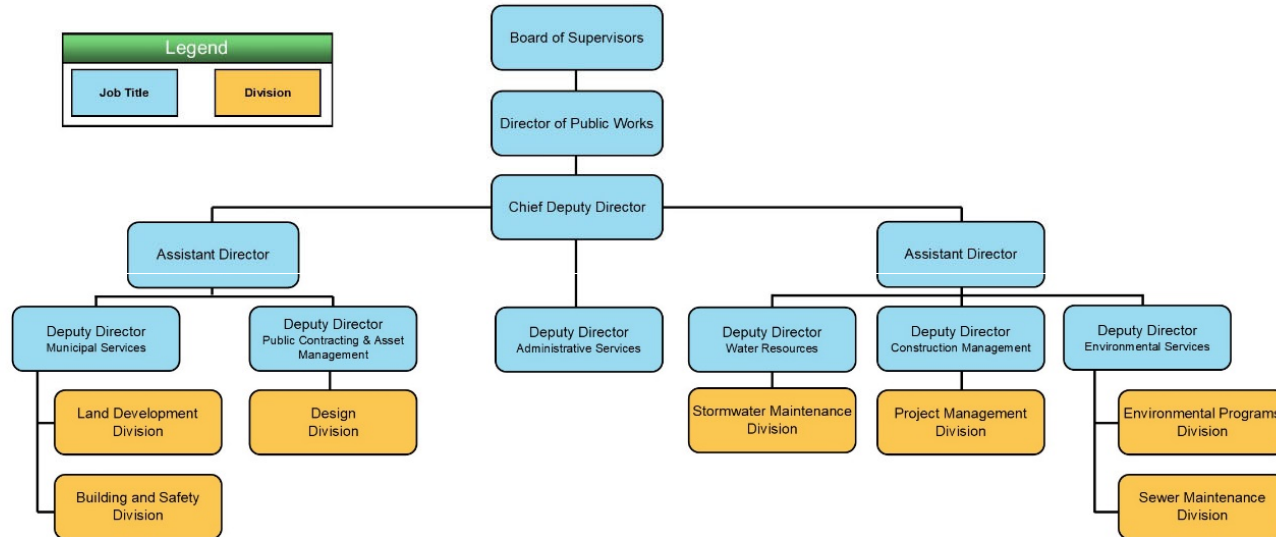 Legend
Job Title
Division
Board of Supervisors
Director of Public Works
Chief Deputy Director
Assistant Director
Assistant Director
Deputy Director
Municipal Services
Deputy Director
Public Contracting & Asset
Management
Deputy Director
Administrative Services
Deputy Director
Water Resources
Deputy Director
Construction Management
Deputy Director
Environmental Services
Land Development
Division
Design
Division
Stormwater Maintenance
Division
Project Management
Division
Environmental Programs
Division
Building and Safety
Division
Sewer Maintenance
Division